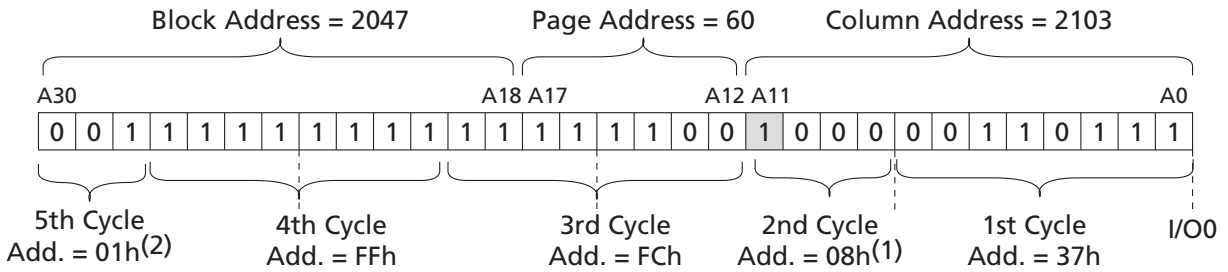 Block Address = 2047 Page Address = 60 Column Address = 2103
A30 A18 A17 A12 A11 A0
0 0 1 1 1 1 1 1 1 1 1 1 1 1 1 1 1 0 0 1 0 0 0 0 0 1 1 0 1 1 1
5th Cycle 4th Cycle 3rd Cycle 2nd Cycle 1st Cycle I/O0
Add. = 01h(2) Add. = FFh Add. = FCh Add. = 08h(1) Add. = 37h